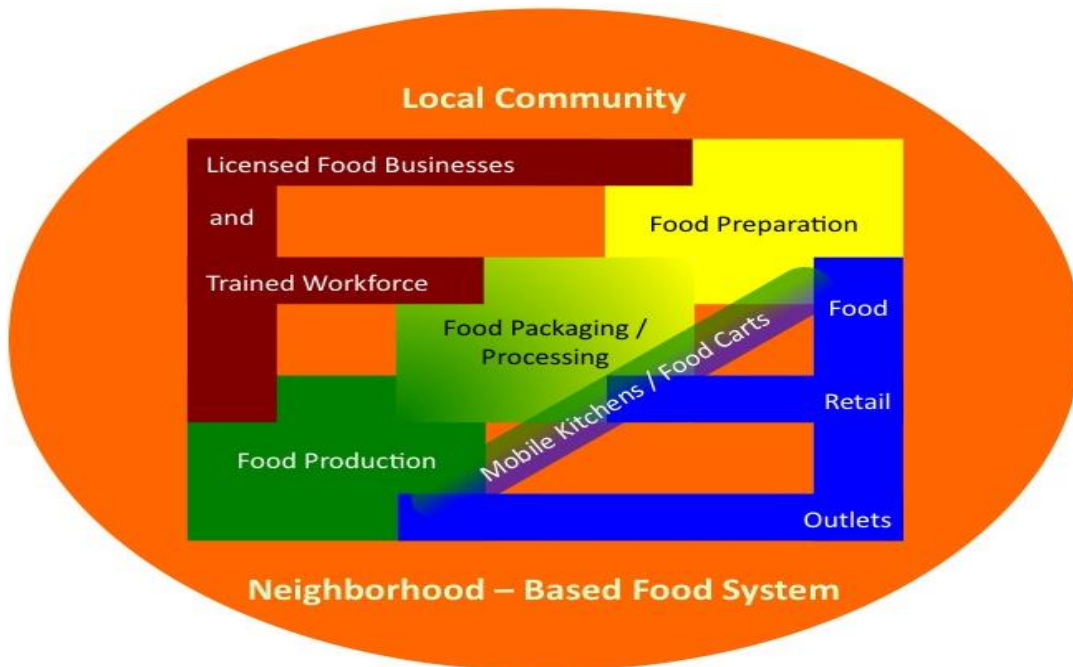 Local Community
Licensed Food Businesses
and
Trained Workforce
Food Preparation
Food Packaging /
Processing
Mobile Kitchens / Food Carts
Food
Retail
Outlets
Food Production
Neighborhood – Based Food System